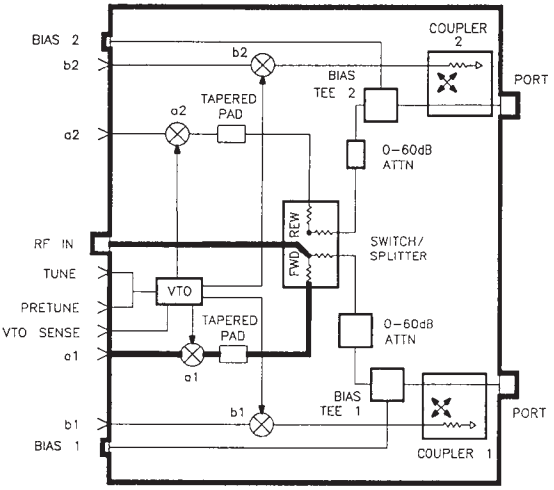 COUPLER
2
BIAS 2
b2
b2
BIAS
TEE 2
PORT
TAPERED
PAD
a2
a2
0-60dB
ATTN
REW
FWD
RF IN
SWITCH/
SPLITTER
TUNE
VTO
PRETUNE
VTO SENSE
TAPERED
PAD
0-60dB
ATTN
a1
a1
BIAS
TEE 1
PORT
b1
b1
BIAS 1
COUPLER 1